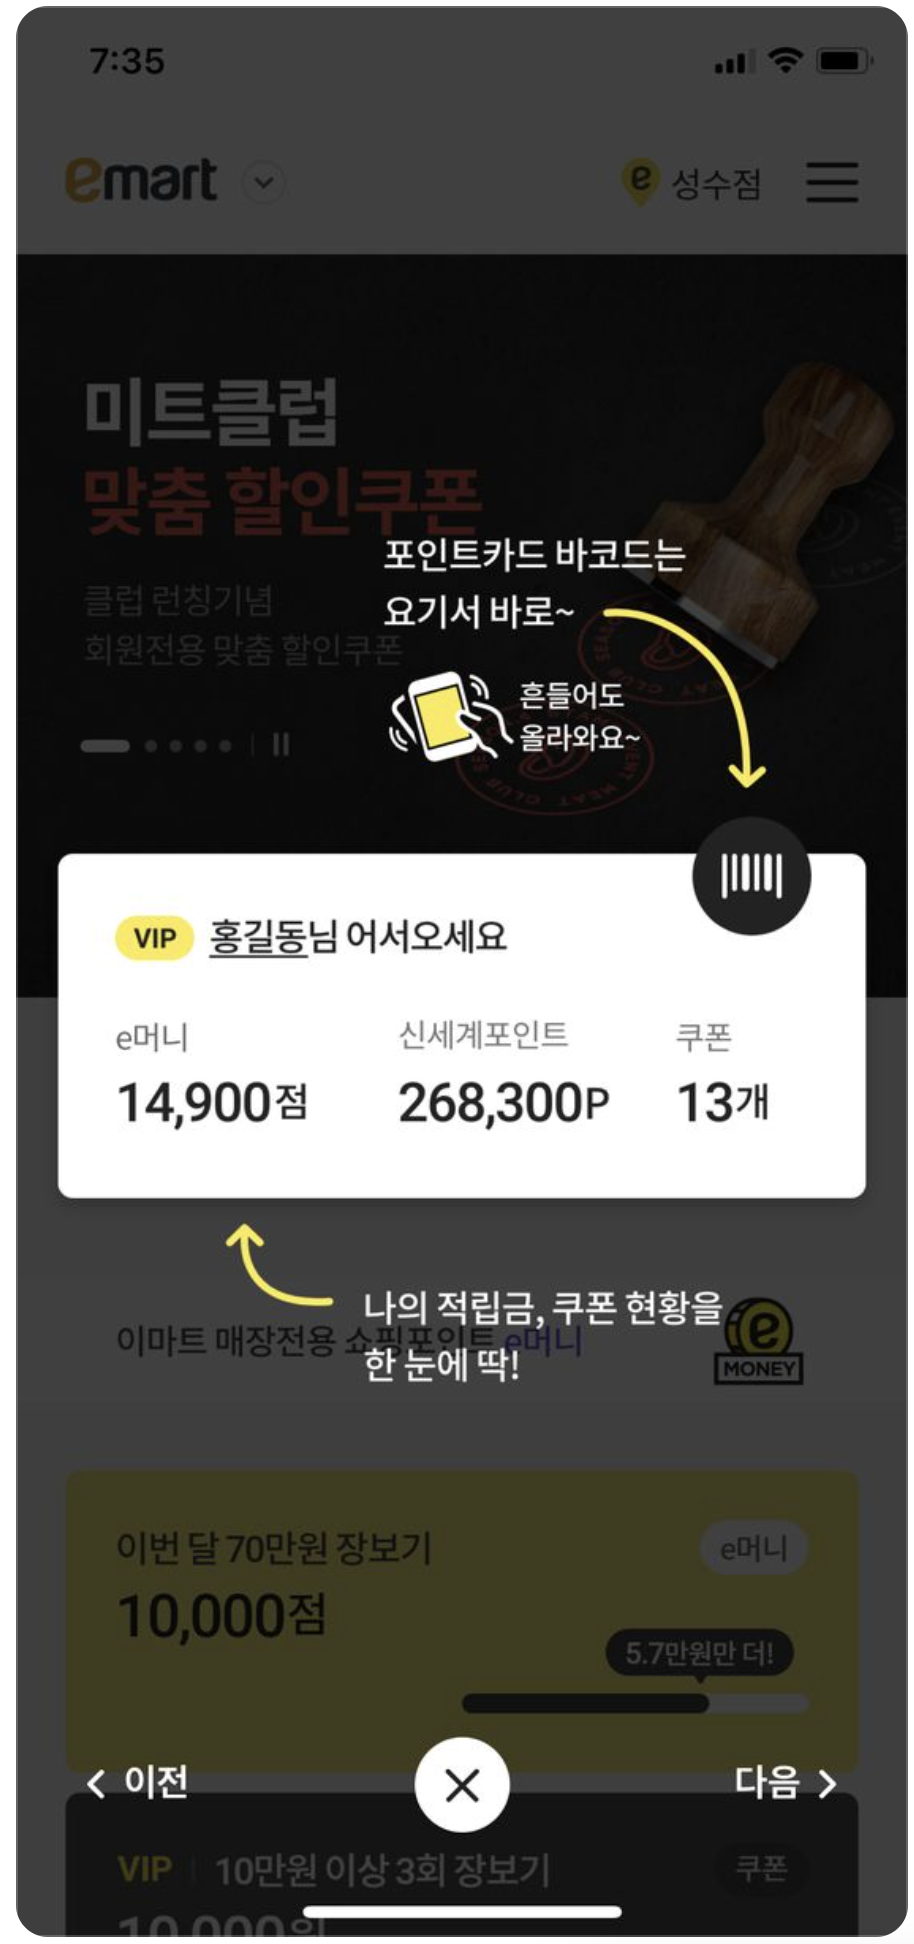 7:35
emart
성수점
미트클럽
맞춤 할인쿠폰
클럽 런칭기념
회원전용 맞춤 할인쿠폰
포인트카드 바코드는
요기서 바로~
흔들어도
올라와요~
VIP 홍길동님 어서오세요
e머니 신세계포인트 쿠폰
14,900점 268,300P 13개
나의 적립금, 쿠폰 현황을
한 눈에 딱!
이마트 매장전용 쇼핑포인트 e머니
e
MONEY
이번 달 70만원 장보기 e머니
10,000점
5.7만원만 더!
이전 다음
VIP 10만원 이상 3회 장보기 쿠폰
10,000원